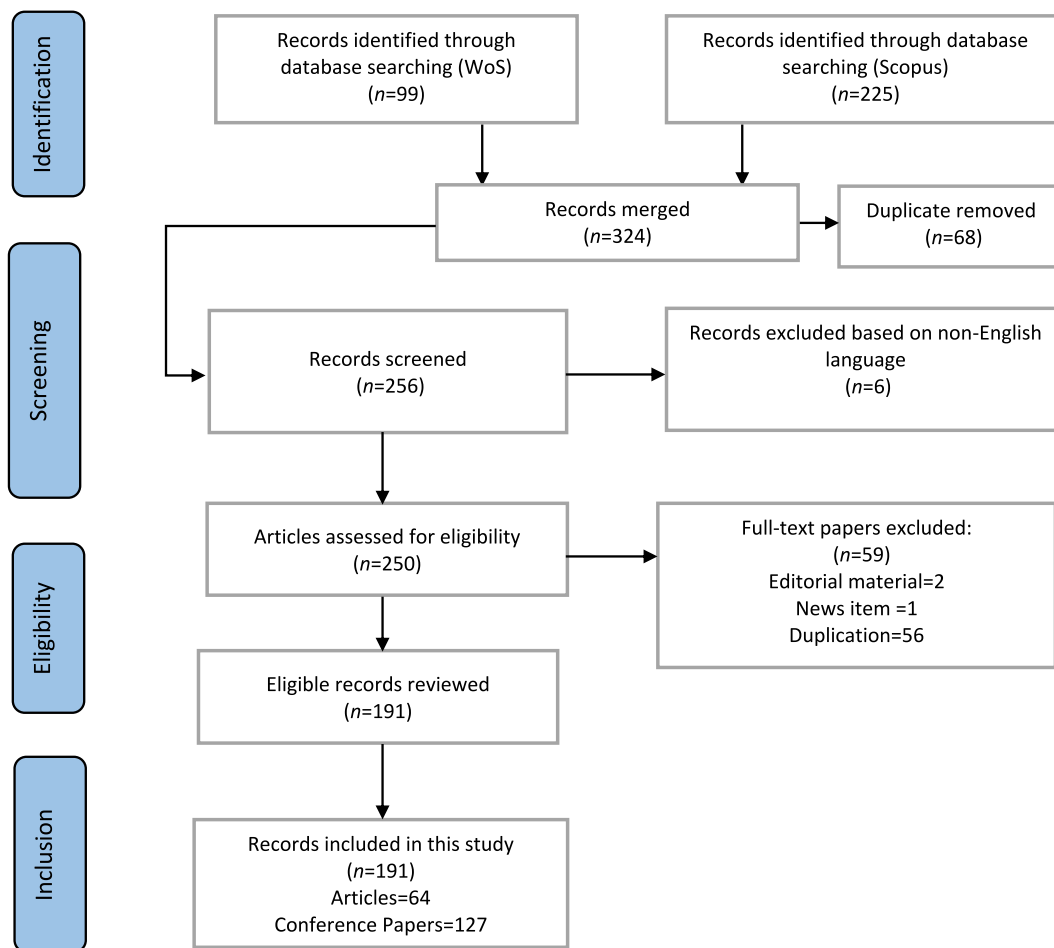 Identification
Records identified through
database searching (WoS)
(n=99)
Records identified through database
searching (Scopus)
(n=225)
Records merged
(n=324)
Duplicate removed
(n=68)
Screening
Records screened
(n=256)
Records excluded based on non-English
language
(n=6)
Articles assessed for eligibility
(n=250)
Full-text papers excluded:
(n=59)
Editorial material=2
News item =1
Duplication=56
Eligibility
Eligible records reviewed
(n=191)
Inclusion
Records included in this study
(n=191)
Articles=64
Conference Papers=127